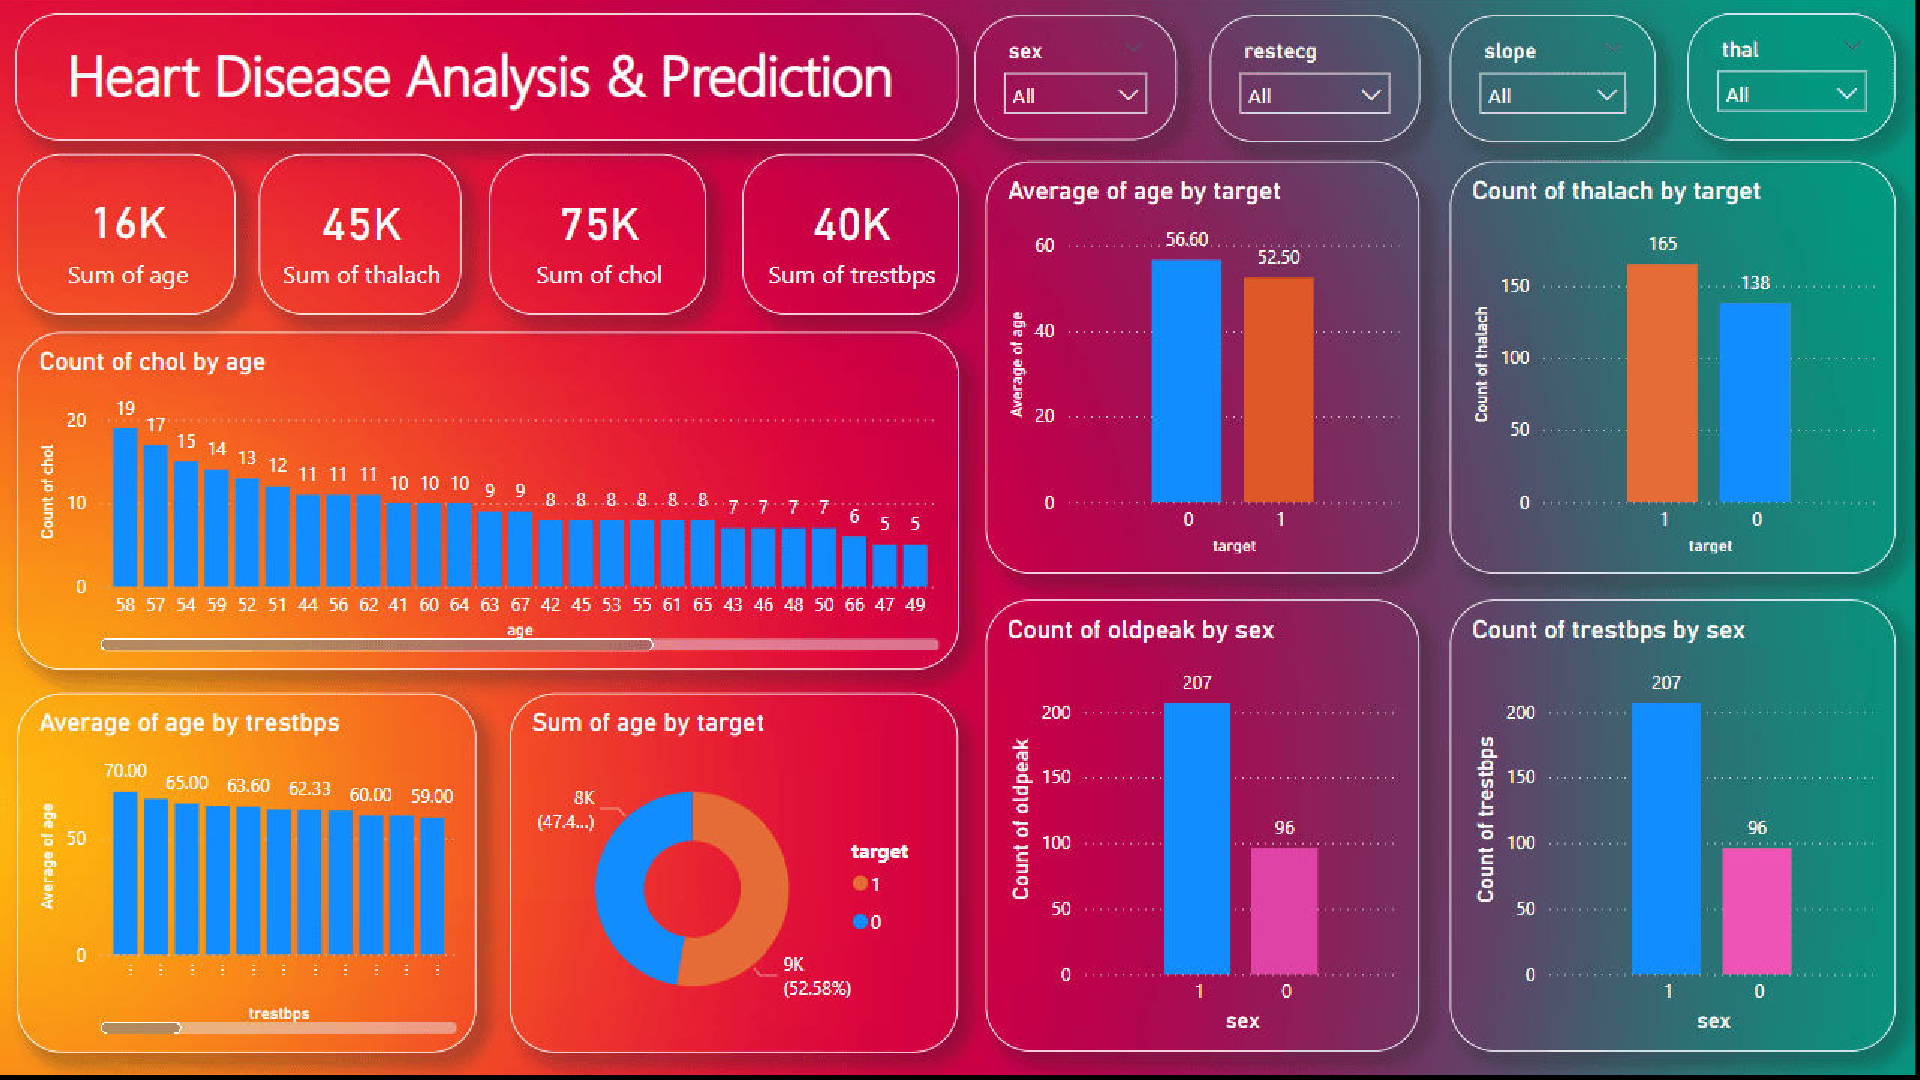 Heart Disease Analysis & Prediction
sex
All
restecg
All
slope
All
thal
All
16K
Sum of age
45K
Sum of thalach
75K
Sum of chol
40K
Sum of trestbps
Count of chol by age
Count of chol
20
10
0
19 17 15 14 13 12 11 11 11 10 10 10 9 9 8 8 8 8 8 8 7 7 7 7 6 5 5
58 57 54 59 52 51 44 56 62 41 60 64 63 67 42 45 53 55 61 65 43 46 48 50 66 47 49
age
Average of age by target
Average of age
60
40
20
0
56.60
52.50
0 1
target
Count of thalach by target
Count of thalach
150
100
50
0
165
138
1 0
target
Average of age by trestbps
Average of age
50
0
70.00 65.00 63.60 62.33 60.00 59.00
... ... ... ... ... ... ... ... ... ... ...
trestbps
Sum of age by target
8K
(47.4...)
9K
(52.58%)
target
1
0
Count of oldpeak by sex
Count of oldpeak
200
150
100
50
0
207
96
1 0
sex
Count of trestbps by sex
Count of trestbps
200
150
100
50
0
207
96
1 0
sex